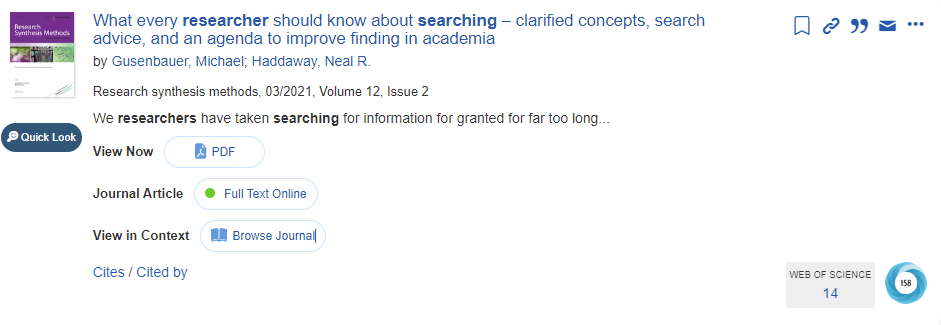 What every researcher should know about searching – clarified concepts, search
advice, and an agenda to improve finding in academia
by Gusenbauer, Michael; Haddaway, Neal R.
Research synthesis methods, 03/2021, Volume 12, Issue 2
We researchers have taken searching for information for granted for far too long...
Research
Synthesis Methods
Quick Look
View Now PDF
Journal Article Full Text Online
View in Context Browse Journal
Cites / Cited by
WEB OF SCIENCE
14
158